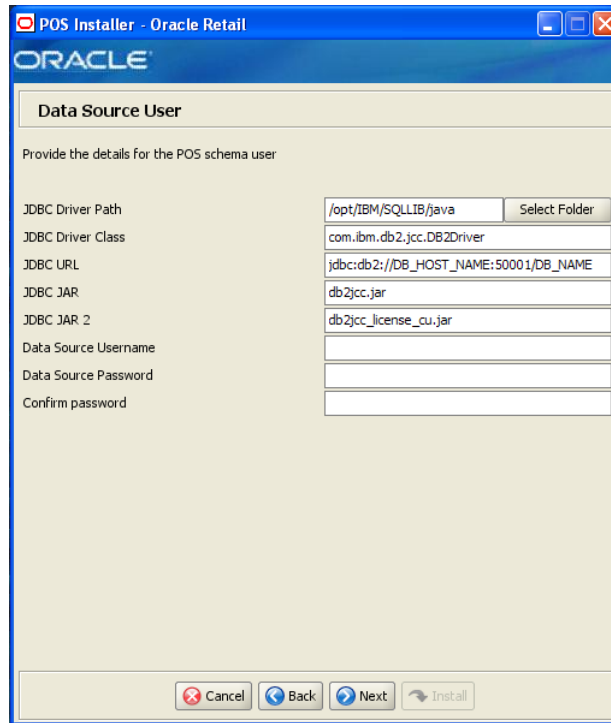 POS Installer - Oracle Retail
ORACLE
Data Source User
Provide the details for the POS schema user
JDBC Driver Path /opt/IBM/SQLLIB/java Select Folder
JDBC Driver Class com.ibm.db2.jcc.DB2Driver
JDBC URL jdbc:db2://DB_HOST_NAME:50001/DB_NAME
JDBC JAR db2jcc.jar
JDBC JAR 2 db2jcc_license_cu.jar
Data Source Username
Data Source Password
Confirm password
Cancel Back Next Install